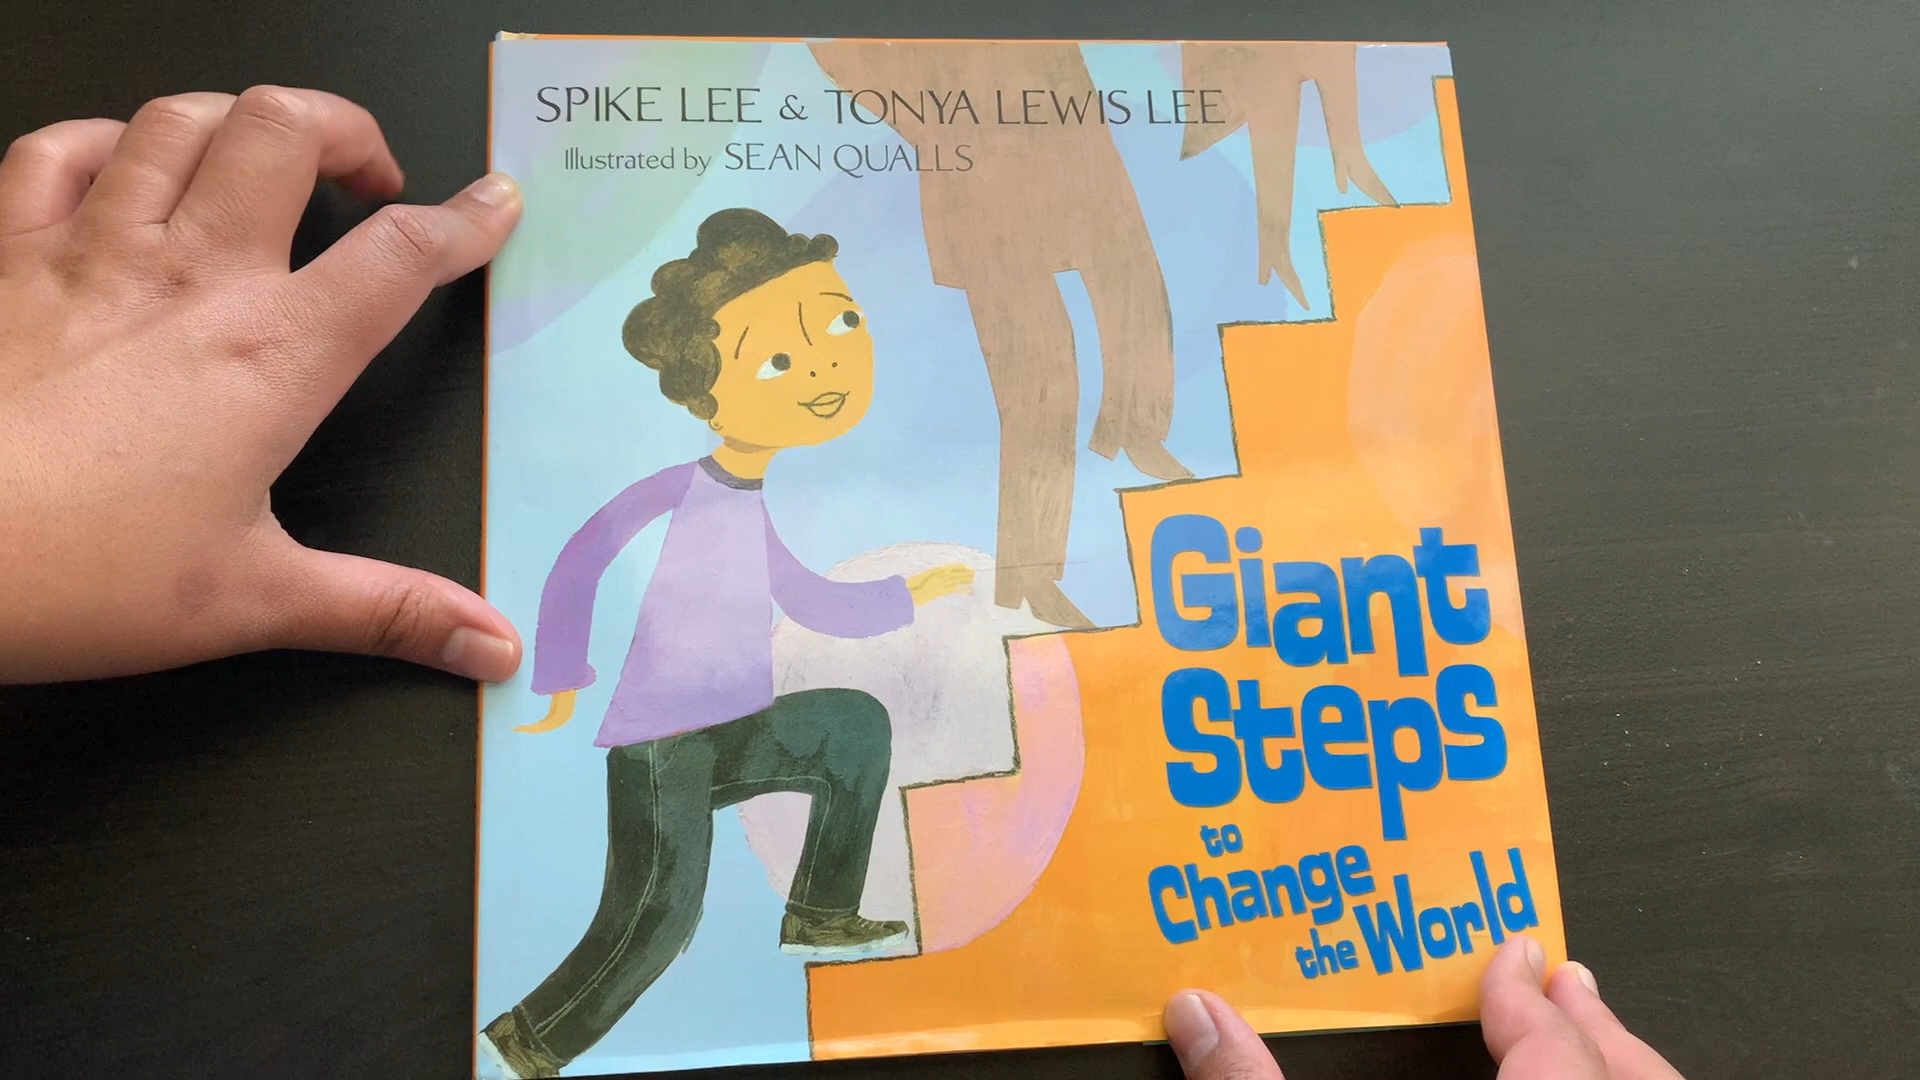 SPIKE LEE & TONYA LEWIS LEE
Illustrated by SEAN QUALLS
Giant
Steps
to
Change
the World